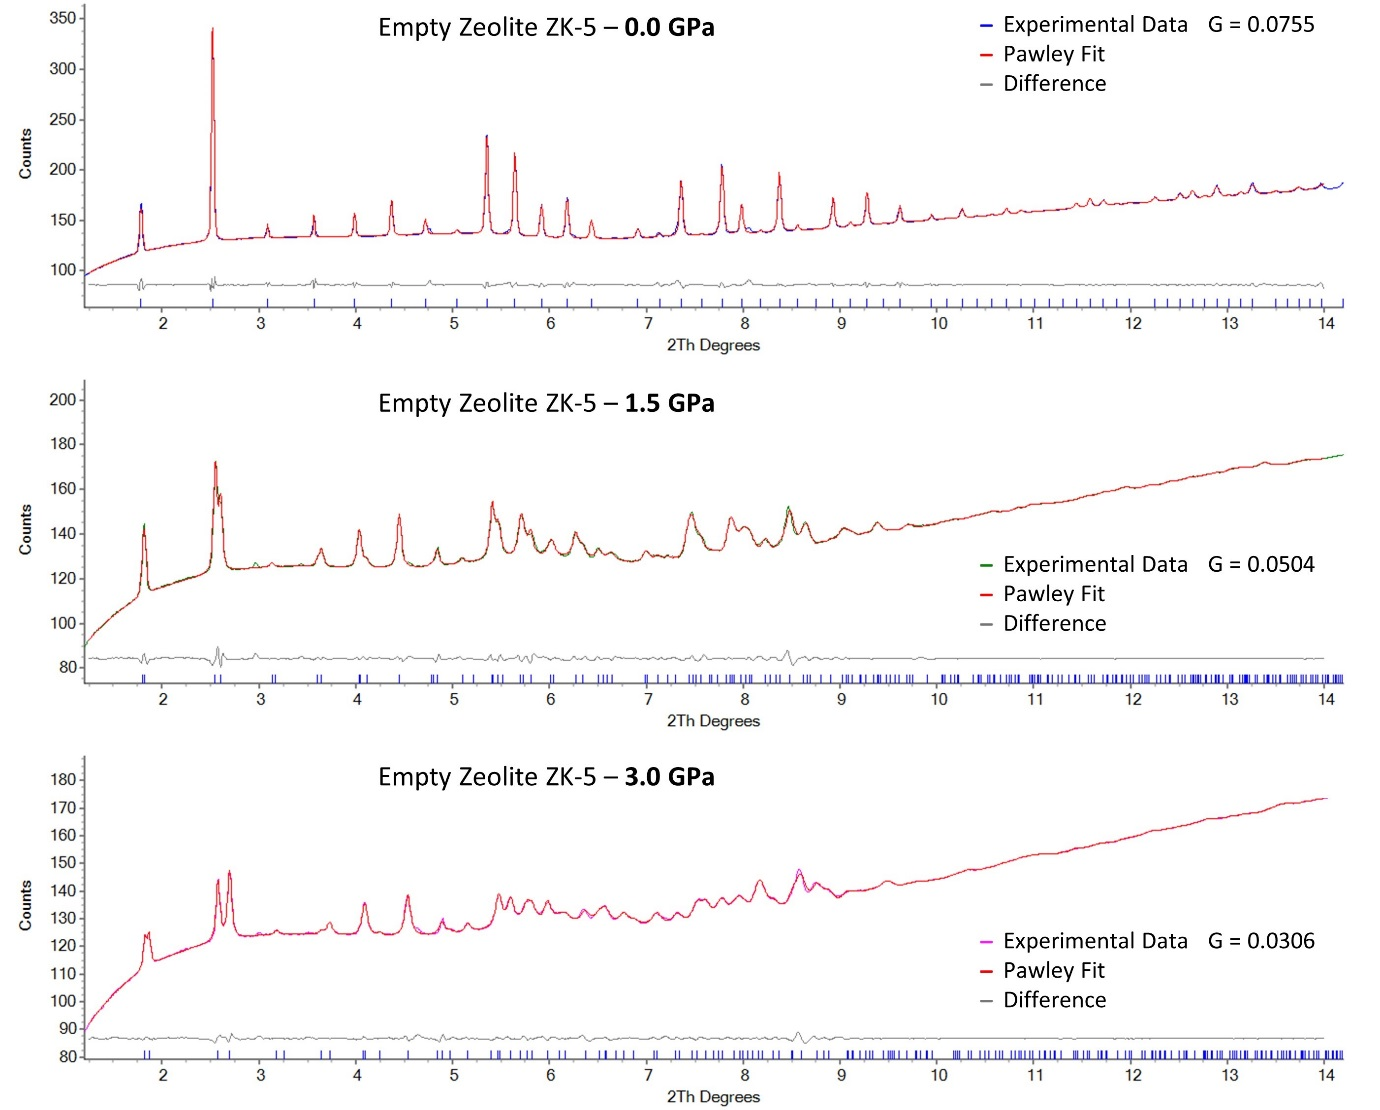 Empty Zeolite ZK-5 – 0.0 GPa
Experimental Data G = 0.0755
Pawley Fit
Difference
Counts
350
300
250
200
150
100
2 3 4 5 6 7 8 9 10 11 12 13 14
2Th Degrees
Empty Zeolite ZK-5 – 1.5 GPa
Counts
200
180
160
140
120
100
80
Experimental Data G = 0.0504
Pawley Fit
Difference
2 3 4 5 6 7 8 9 10 11 12 13 14
2Th Degrees
Empty Zeolite ZK-5 – 3.0 GPa
Counts
180
170
160
150
140
130
120
110
100
90
80
Experimental Data G = 0.0306
Pawley Fit
Difference
2 3 4 5 6 7 8 9 10 11 12 13 14
2Th Degrees